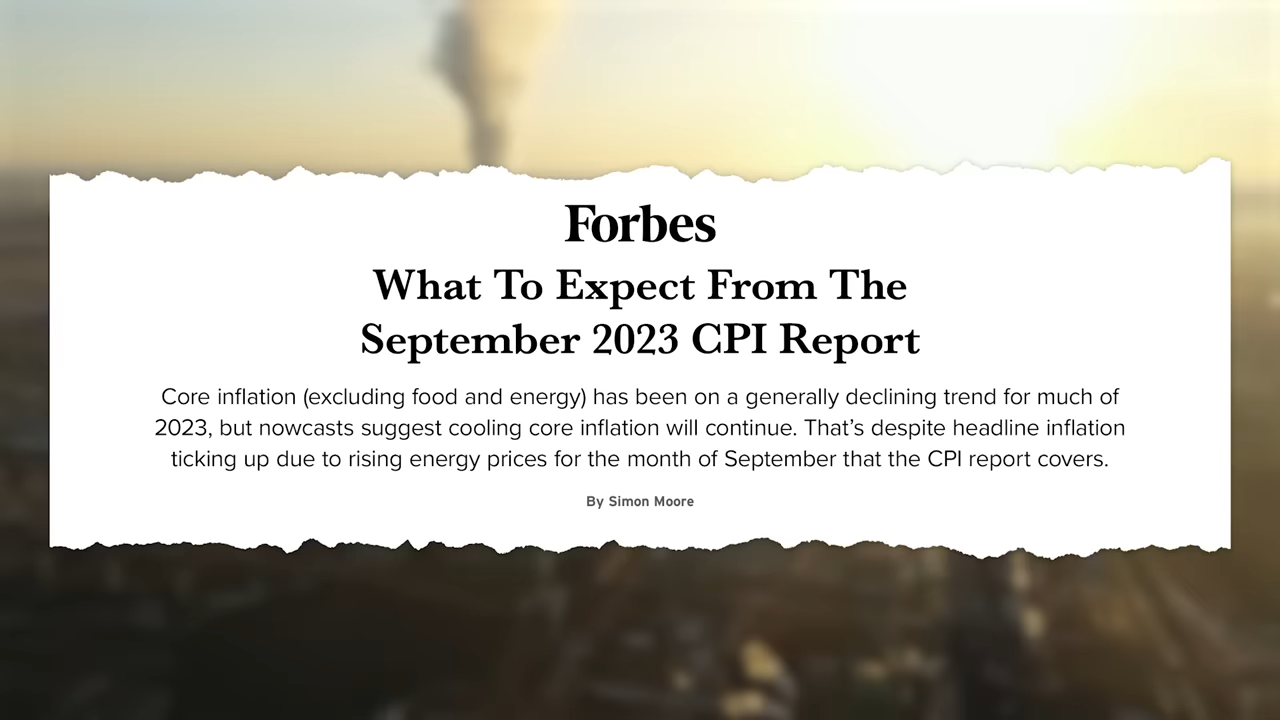 Forbes
What To Expect From The
September 2023 CPI Report
Core inflation (excluding food and energy) has been on a generally declining trend for much of
2023, but nowcasts suggest cooling core inflation will continue. That’s despite headline inflation
ticking up due to rising energy prices for the month of September that the CPI report covers.
By Simon Moore